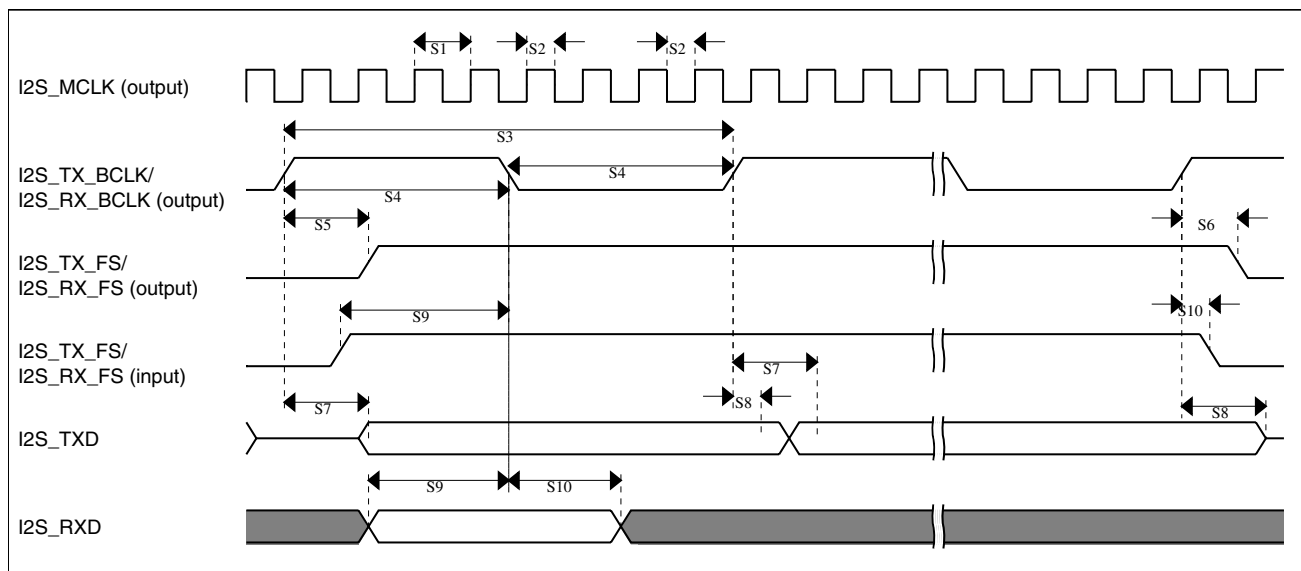 S1
S2
S2
I2S_MCLK (output)
S3
I2S_TX_BCLK/
I2S_RX_BCLK (output)
S4
S4
S5
S6
I2S_TX_FS/
I2S_RX_FS (output)
S9
S10
I2S_TX_FS/
I2S_RX_FS (input)
S7
S7
S8
S8
I2S_TXD
S9
S10
I2S_RXD